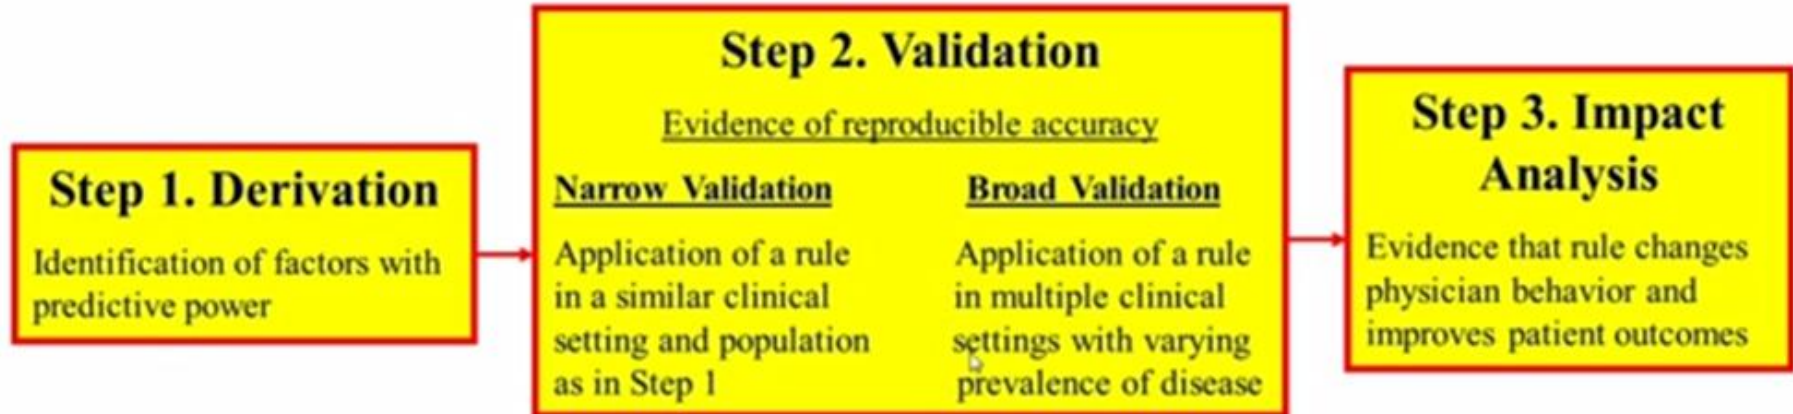 Step 1. Derivation
Identification of factors with
predictive power
Step 2. Validation
Evidence of reproducible accuracy
Narrow Validation
Application of a rule
in a similar clinical
setting and population
as in Step 1
Broad Validation
Application of a rule
in multiple clinical
settings with varying
prevalence of disease
Step 3. Impact
Analysis
Evidence that rule changes
physician behavior and
improves patient outcomes